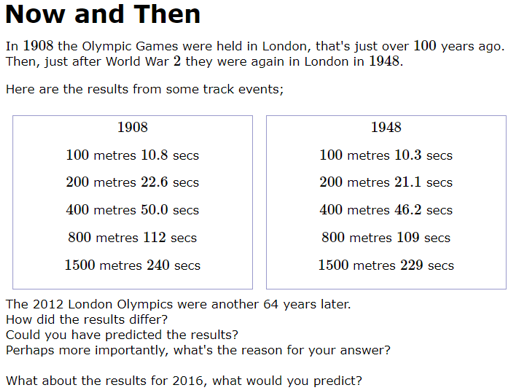 Now and Then
In 1908 the Olympic Games were held in London, that's just over 100 years ago.
Then, just after World War 2 they were again in London in 1948.
Here are the results from some track events;
1908
100 metres 10.8 secs
200 metres 22.6 secs
400 metres 50.0 secs
800 metres 112 secs
1500 metres 240 secs
1948
100 metres 10.3 secs
200 metres 21.1 secs
400 metres 46.2 secs
800 metres 109 secs
1500 metres 229 secs
The 2012 London Olympics were another 64 years later.
How did the results differ?
Could you have predicted the results?
Perhaps more importantly, what's the reason for your answer?
What about the results for 2016, what would you predict?